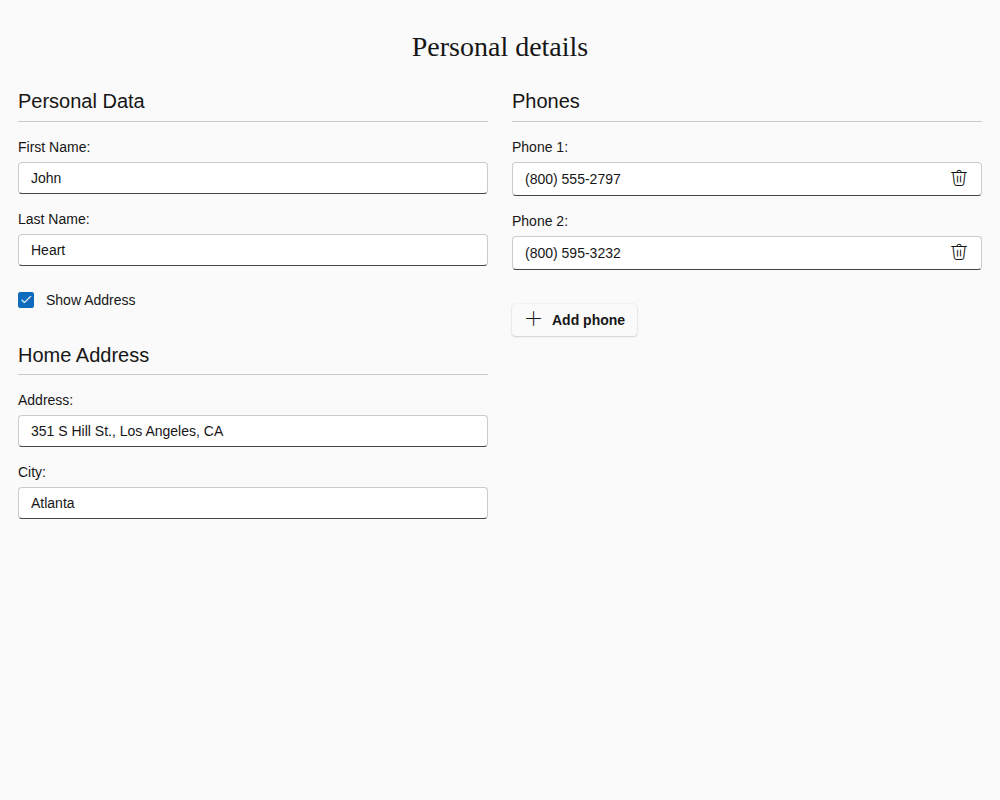 Personal details
Personal Data
First Name:
John
Last Name:
Heart
Show Address
Home Address
Address:
351 S Hill St., Los Angeles, CA
City:
Atlanta
Phones
Phone 1:
(800) 555-2797
Phone 2:
(800) 595-3232
Add phone